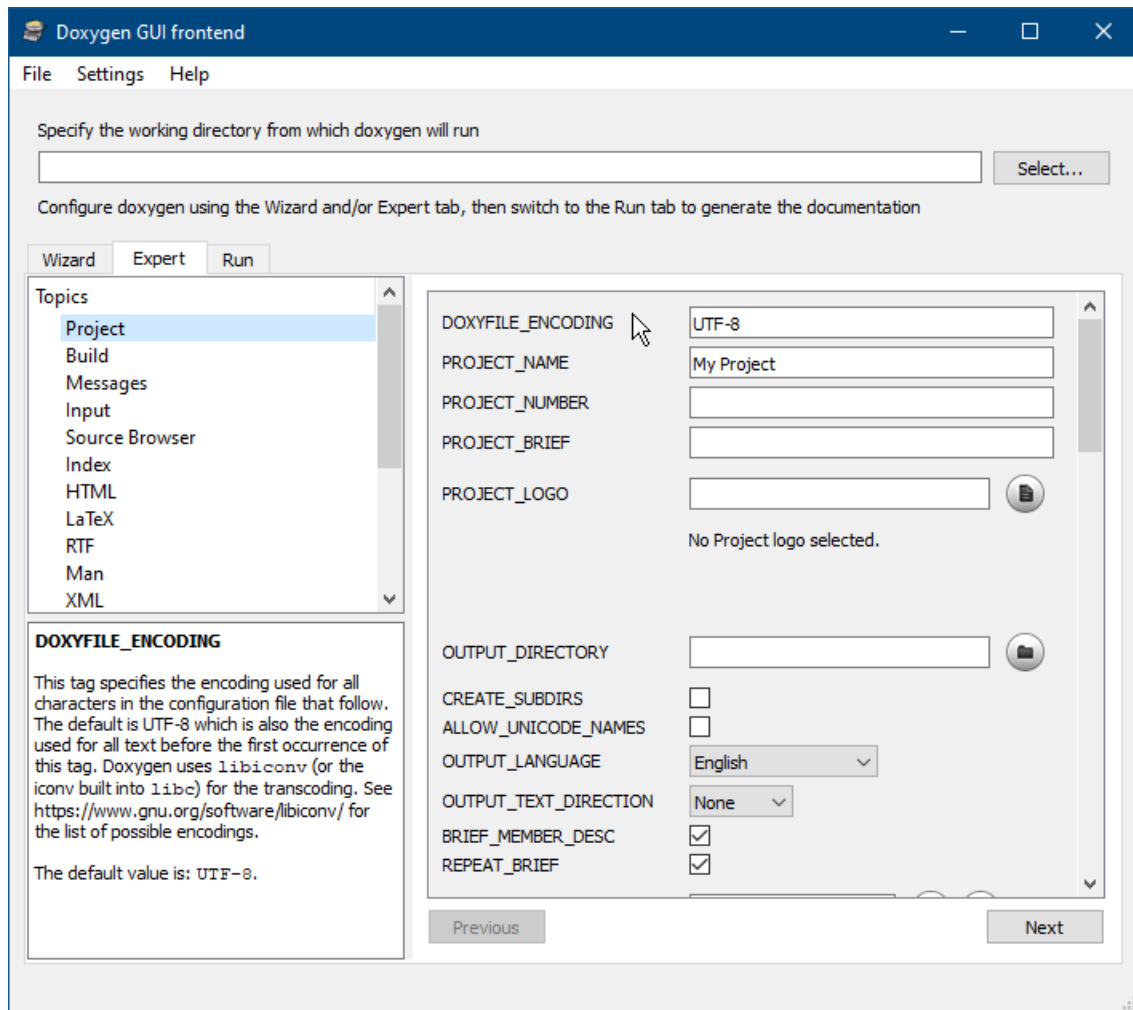 Doxygen GUI frontend
File Settings Help
Specify the working directory from which doxygen will run
Select...
Configure doxygen using the Wizard and/or Expert tab, then switch to the Run tab to generate the documentation
Wizard Expert Run
Topics
Project
Build
Messages
Input
Source Browser
Index
HTML
LaTeX
RTF
Man
XML
DOXYFILE_ENCODING
This tag specifies the encoding used for all
characters in the configuration file that follow.
The default is UTF-8 which is also the encoding
used for all text before the first occurrence of
this tag. Doxygen uses libiconv (or the
iconv built into libc) for the transcoding. See
https://www.gnu.org/software/libiconv/ for
the list of possible encodings.
The default value is: UTF-8.
DOXYFILE_ENCODING UTF-8
PROJECT_NAME My Project
PROJECT_NUMBER
PROJECT_BRIEF
PROJECT_LOGO
No Project logo selected.
OUTPUT_DIRECTORY
CREATE_SUBDIRS
ALLOW_UNICODE_NAMES
OUTPUT_LANGUAGE English
OUTPUT_TEXT_DIRECTION None
BRIEF_MEMBER_DESC
REPEAT_BRIEF
Previous Next